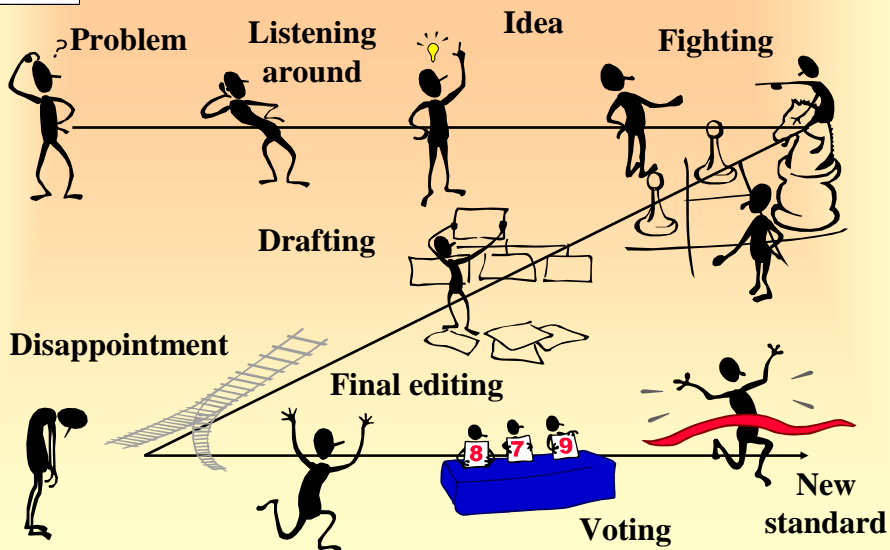 ?
Problem
Listening
around
Idea
Fighting
Drafting
Disappointment
Final editing
8 7 9
Voting
New
standard